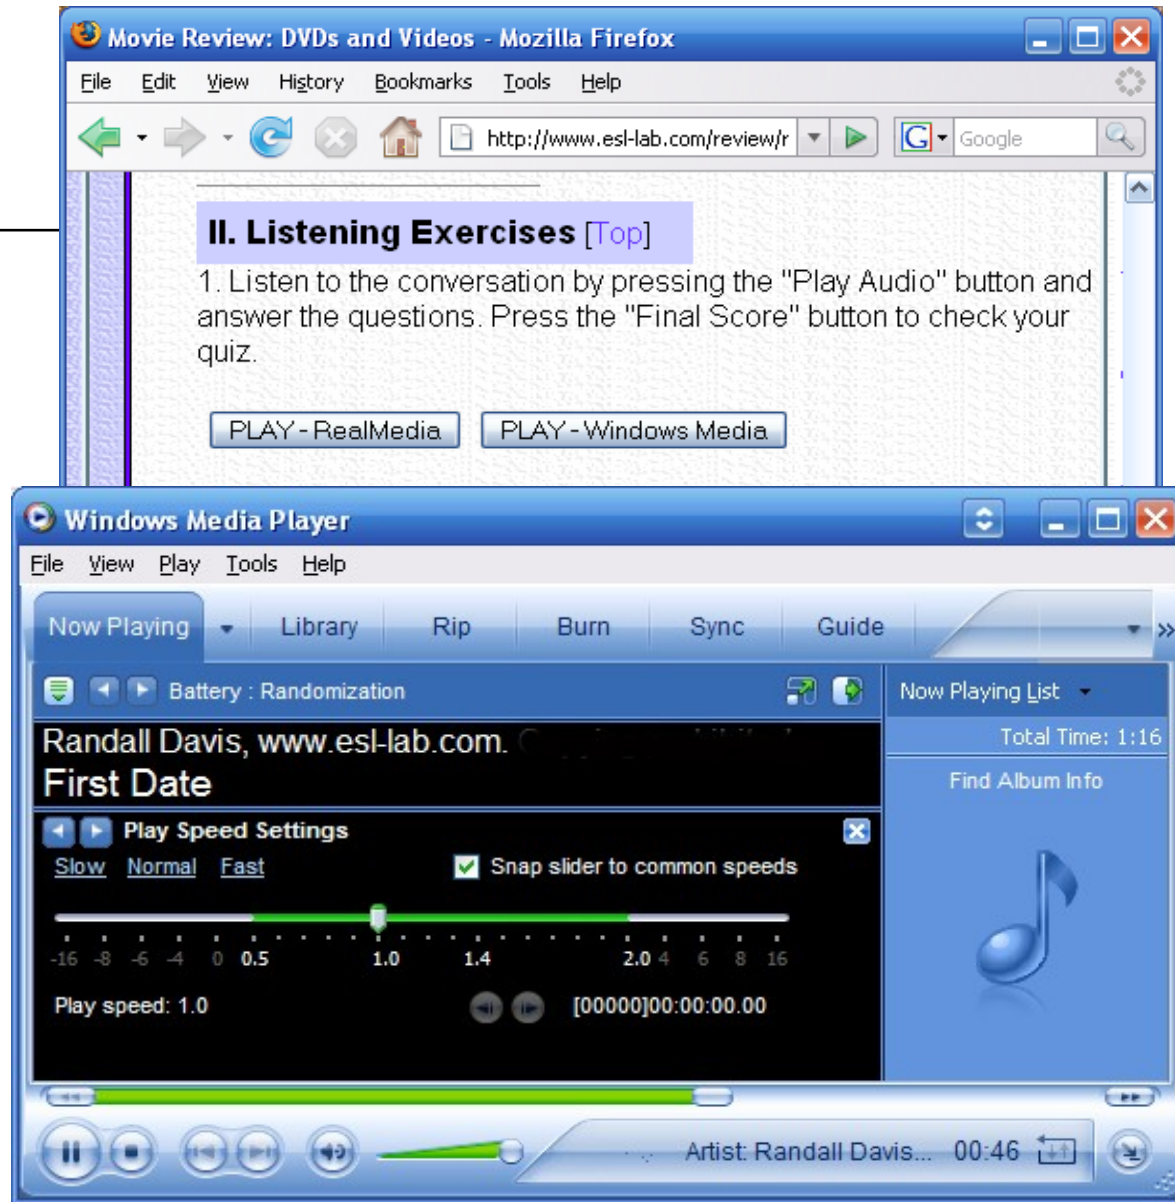 Movie Review: DVDs and Videos - Mozilla Firefox
File Edit View History Bookmarks Tools Help
http://www.esl-lab.com/review/r G Google
II. Listening Exercises [Top]
1. Listen to the conversation by pressing the "Play Audio" button and
answer the questions. Press the "Final Score" button to check your
quiz.
PLAY - RealMedia PLAY - Windows Media
Windows Media Player
File View Play Tools Help
Now Playing Library Rip Burn Sync Guide »
Battery : Randomization Now Playing List
Randall Davis, www.esl-lab.com. Total Time: 1:16
First Date Find Album Info
Play Speed Settings
Slow Normal Fast Snap slider to common speeds
-16 -8 -6 -4 0 0.5 1.0 1.4 2.0 4 6 8 16
Play speed: 1.0 [00000]00:00:00.00
Artist: Randall Davis... 00:46